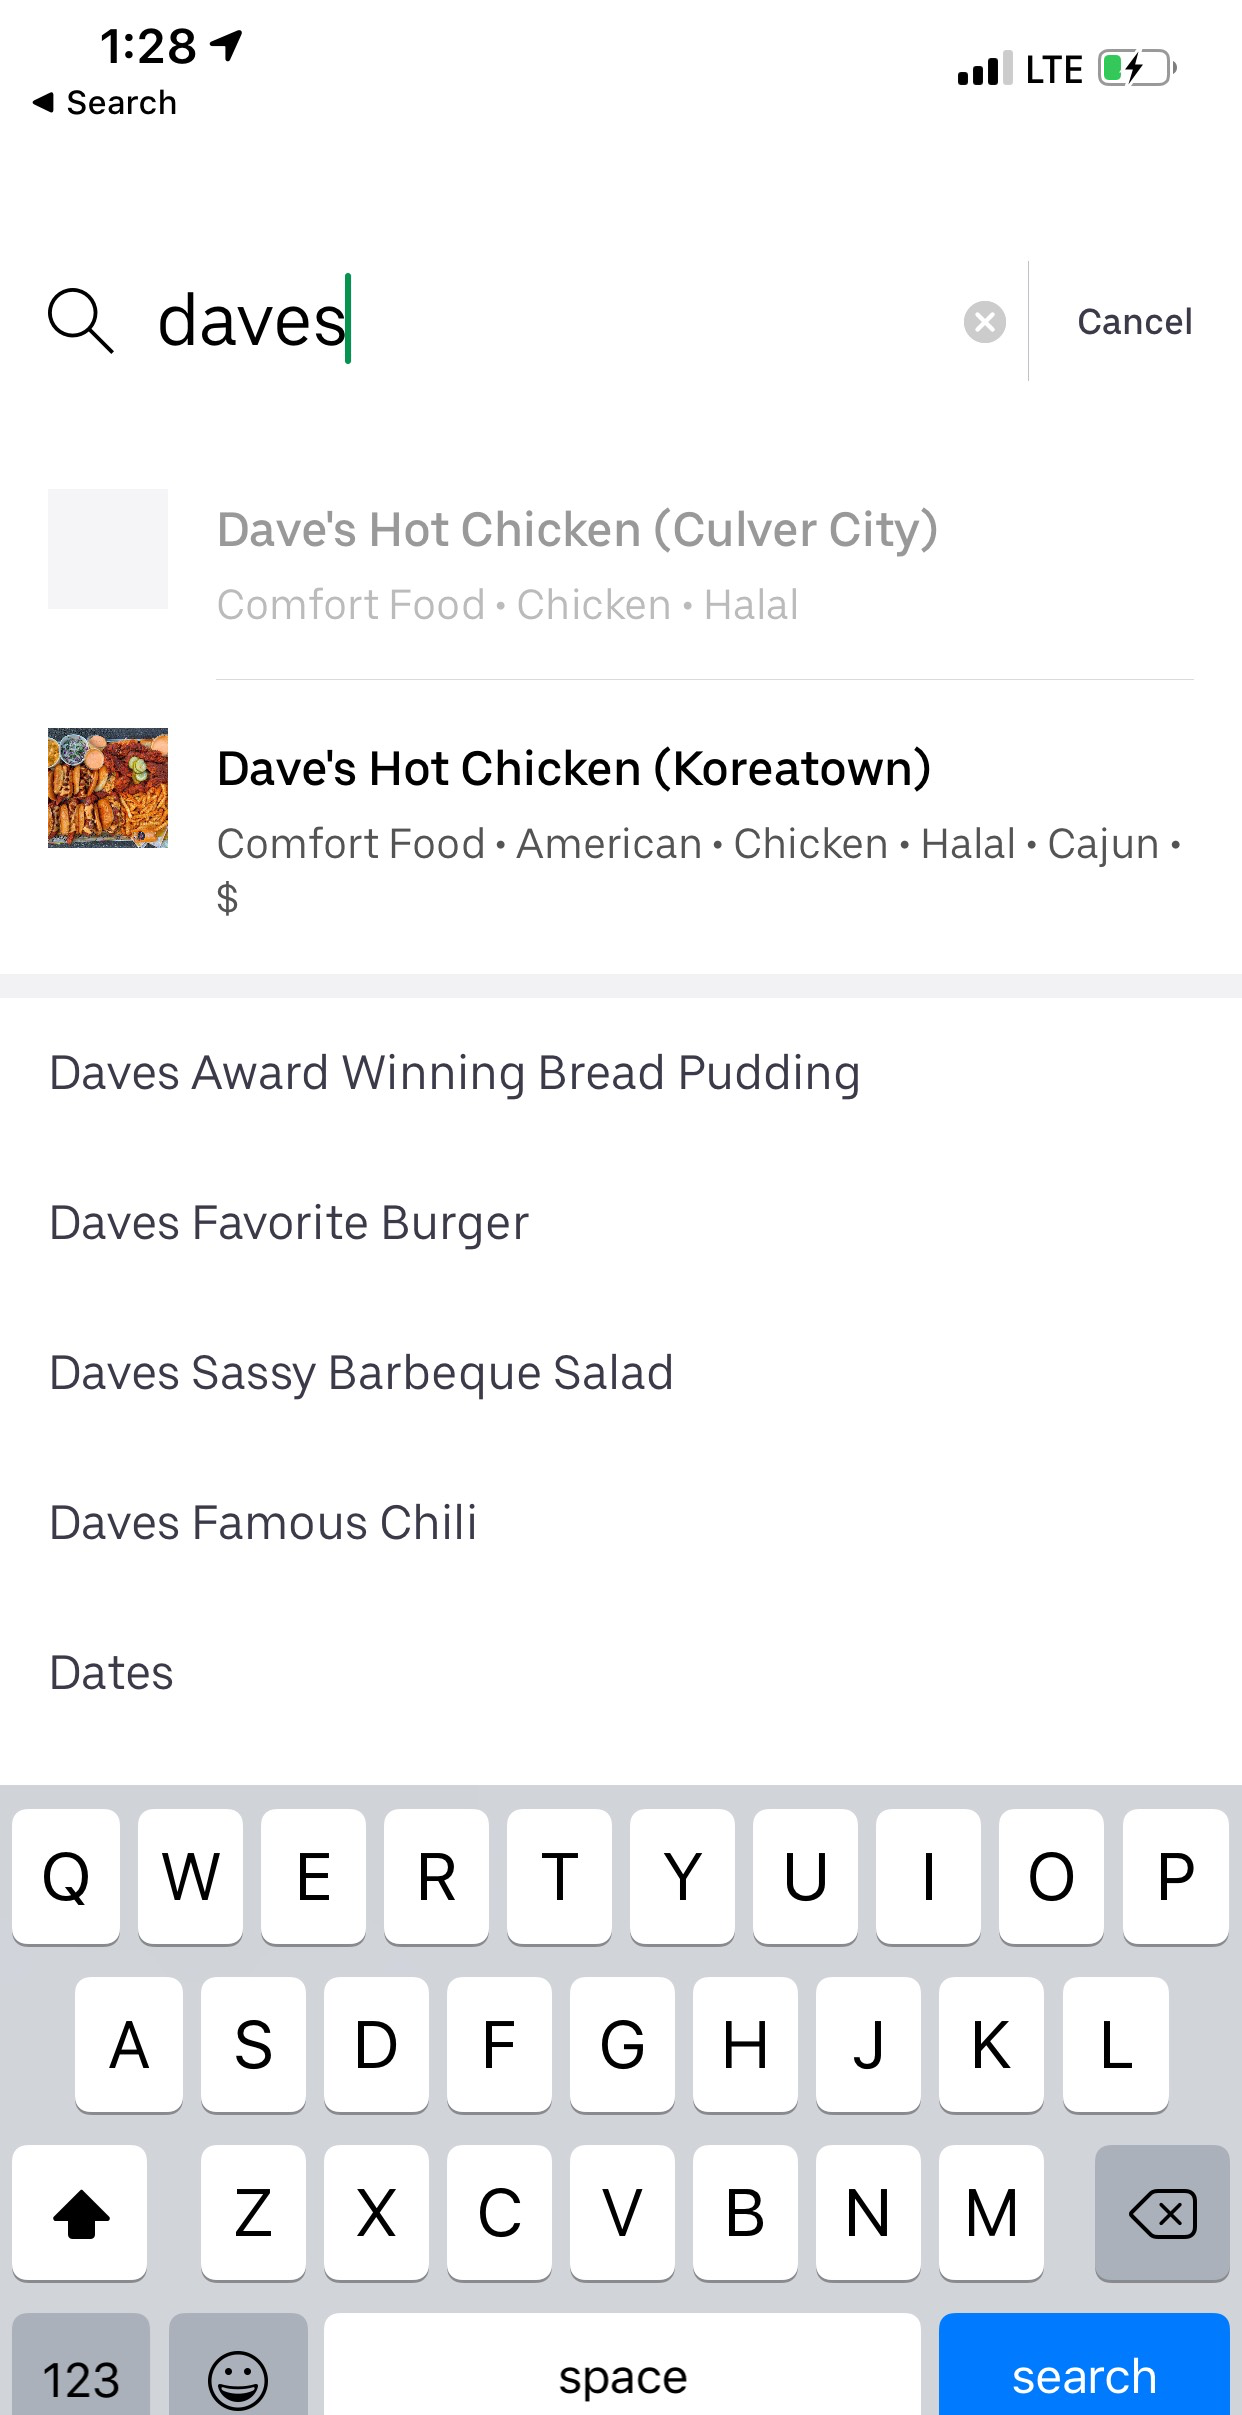 1:28
Search
LTE
daves
Cancel
Dave's Hot Chicken (Culver City)
Comfort Food • Chicken • Halal
Dave's Hot Chicken (Koreatown)
Comfort Food • American • Chicken • Halal • Cajun •
$
Daves Award Winning Bread Pudding
Daves Favorite Burger
Daves Sassy Barbeque Salad
Daves Famous Chili
Dates
Q W E R T Y U I O P
A S D F G H J K L
Z X C V B N M
123 space search